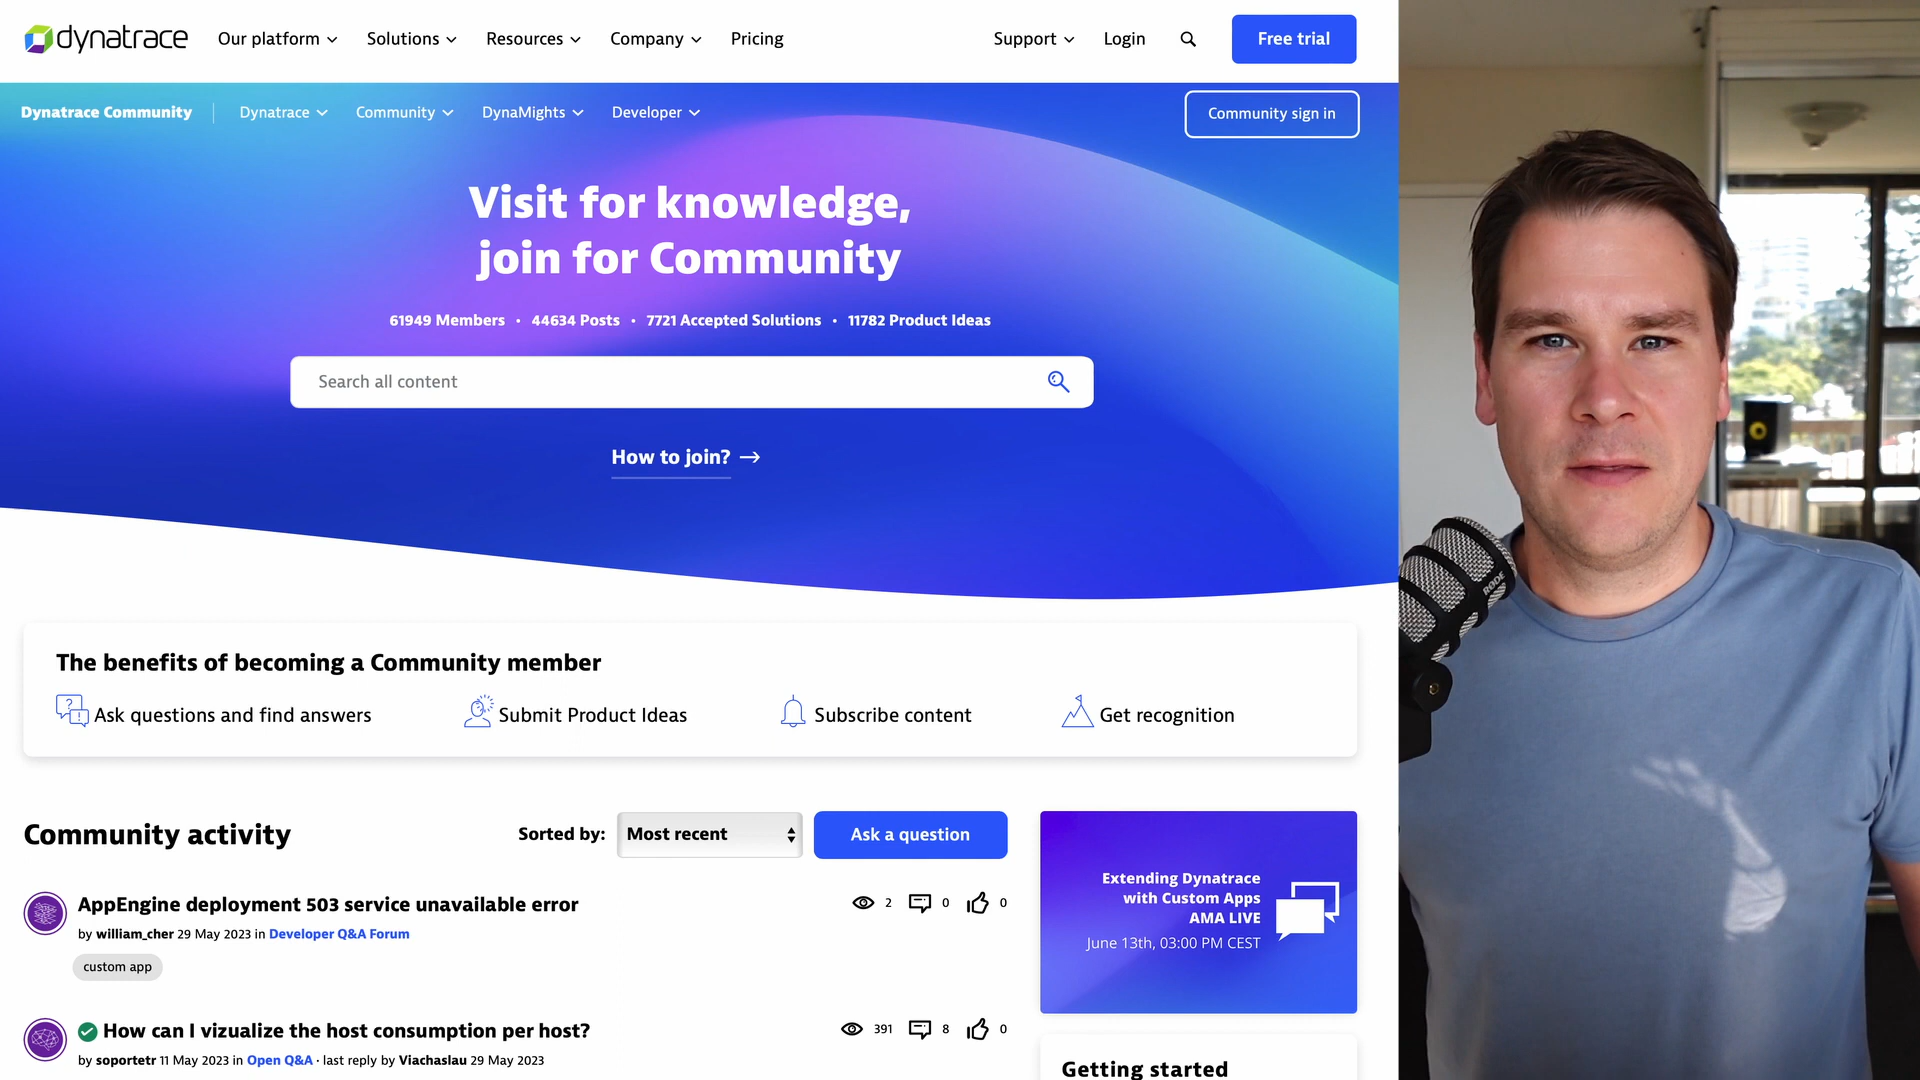 dynatrace Our platform Solutions Resources Company Pricing Support Login Free trial
Dynatrace Community Dynatrace Community DynaMights Developer Community sign in
Visit for knowledge,
join for Community
61949 Members • 44634 Posts • 7721 Accepted Solutions • 11782 Product Ideas
Search all content
How to join? →
RODE
The benefits of becoming a Community member
Ask questions and find answers Submit Product Ideas Subscribe content Get recognition
Community activity Sorted by: Most recent Ask a question
AppEngine deployment 503 service unavailable error 2 0 0
by william_cher 29 May 2023 in Developer Q&A Forum
custom app
How can I vizualize the host consumption per host? 391 8 0
by soportetr 11 May 2023 in Open Q&A · last reply by Viachaslau 29 May 2023
Extending Dynatrace
with Custom Apps
AMA LIVE
June 13th, 03:00 PM CEST
Getting started